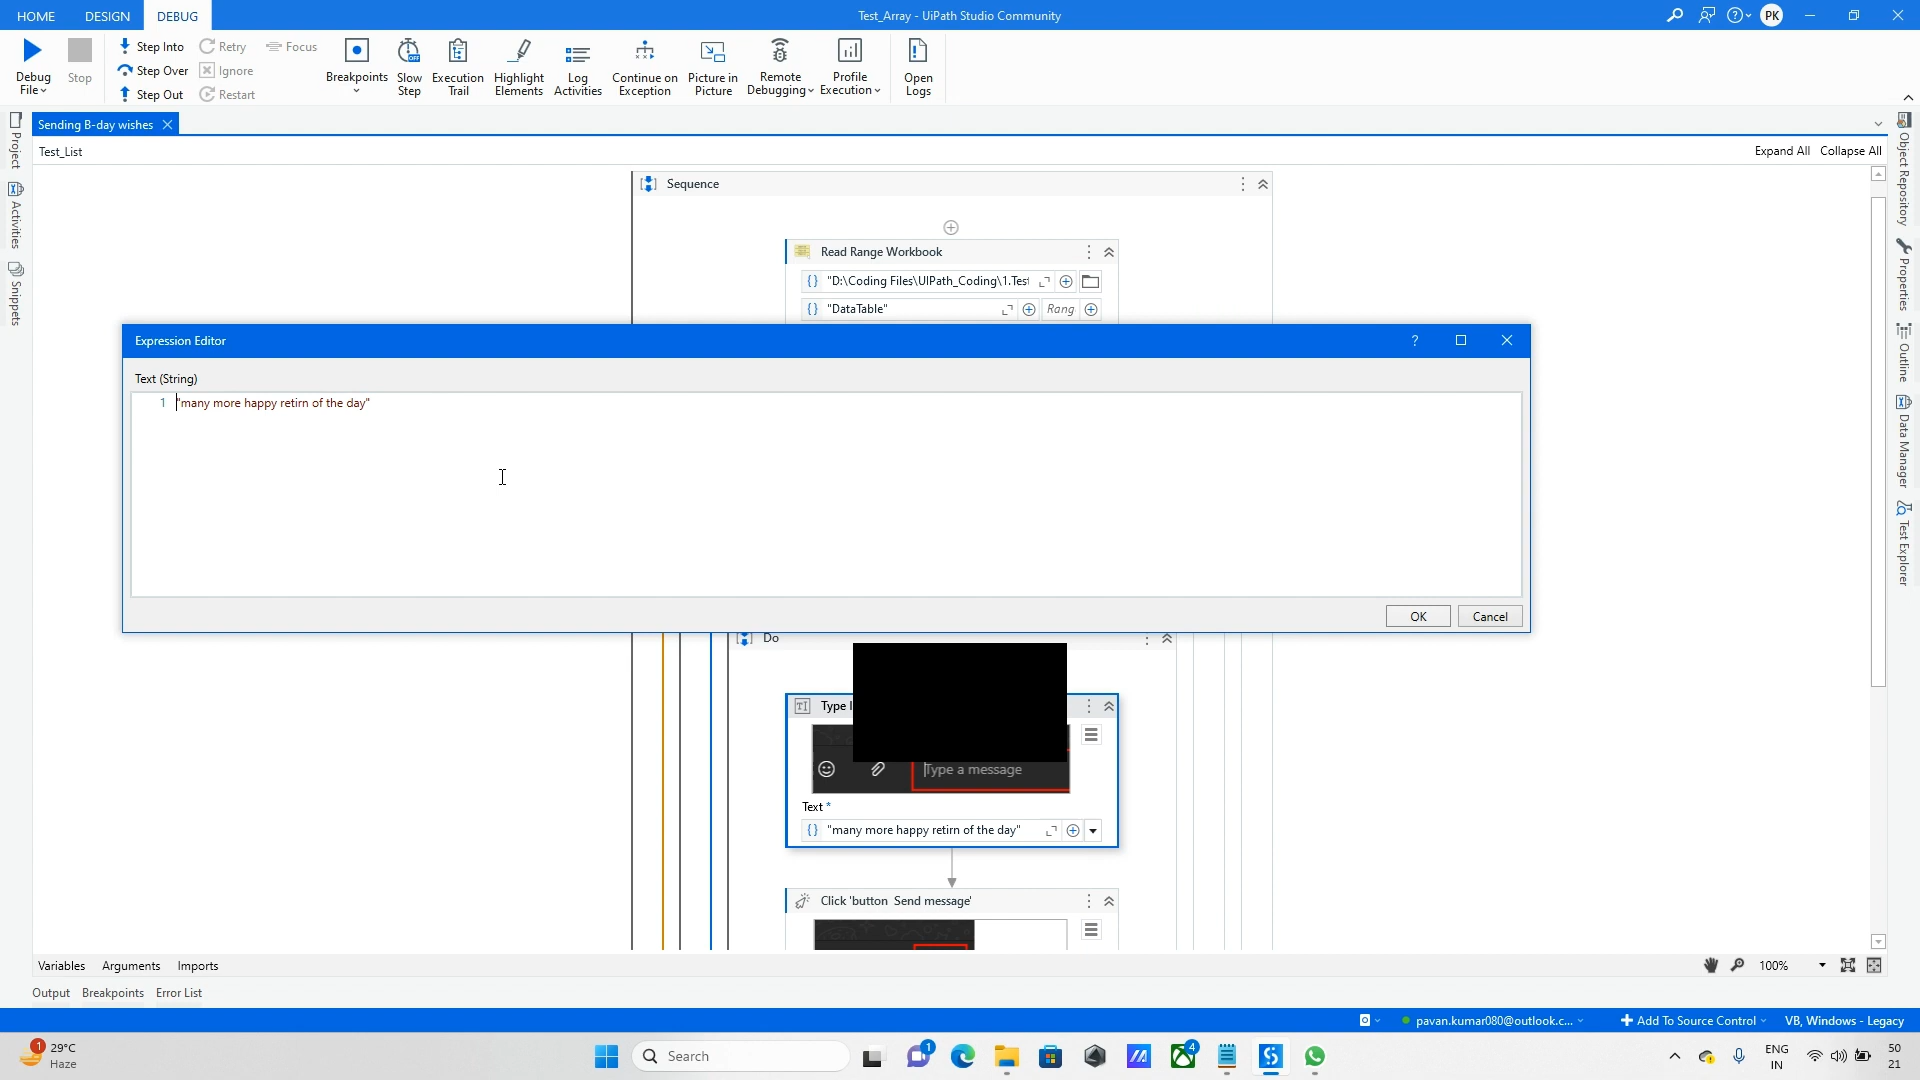 HOME DESIGN DEBUG
Test_Array - UiPath Studio Community
PK
Debug File
Stop
Step Into
Step Over
Step Out
Retry
Ignore
Restart
Focus
Breakpoints
Slow Step
Execution Trail
Highlight Elements
Log Activities
Continue on Exception
Picture in Picture
Remote Debugging
Profile Execution
Open Logs
Sending B-day wishes
Test_List
Expand All Collapse All
Project
Activities
Snippets
Object Repository
Properties
Outline
Data Manager
Test Explorer
Sequence
Read Range Workbook
"D:\Coding Files\UIPath_Coding\1.Test
"DataTable" Rang
Expression Editor
Text (String)
1 "many more happy retirn of the day"
OK Cancel
Do
Type I
Type a message
Text *
"many more happy retirn of the day"
Click 'button Send message'
Variables Arguments Imports
100%
Output Breakpoints Error List
pavan.kumar080@outlook.c...
Add To Source Control
VB, Windows - Legacy
1
29°C
Haze
Search
1
4
ENG
IN
50
21